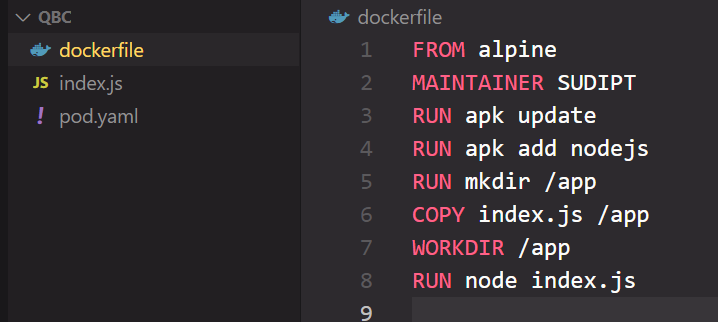 QBC
dockerfile
JS index.js
! pod.yaml
dockerfile
1 FROM alpine
2 MAINTAINER SUDIPT
3 RUN apk update
4 RUN apk add nodejs
5 RUN mkdir /app
6 COPY index.js /app
7 WORKDIR /app
8 RUN node index.js
9